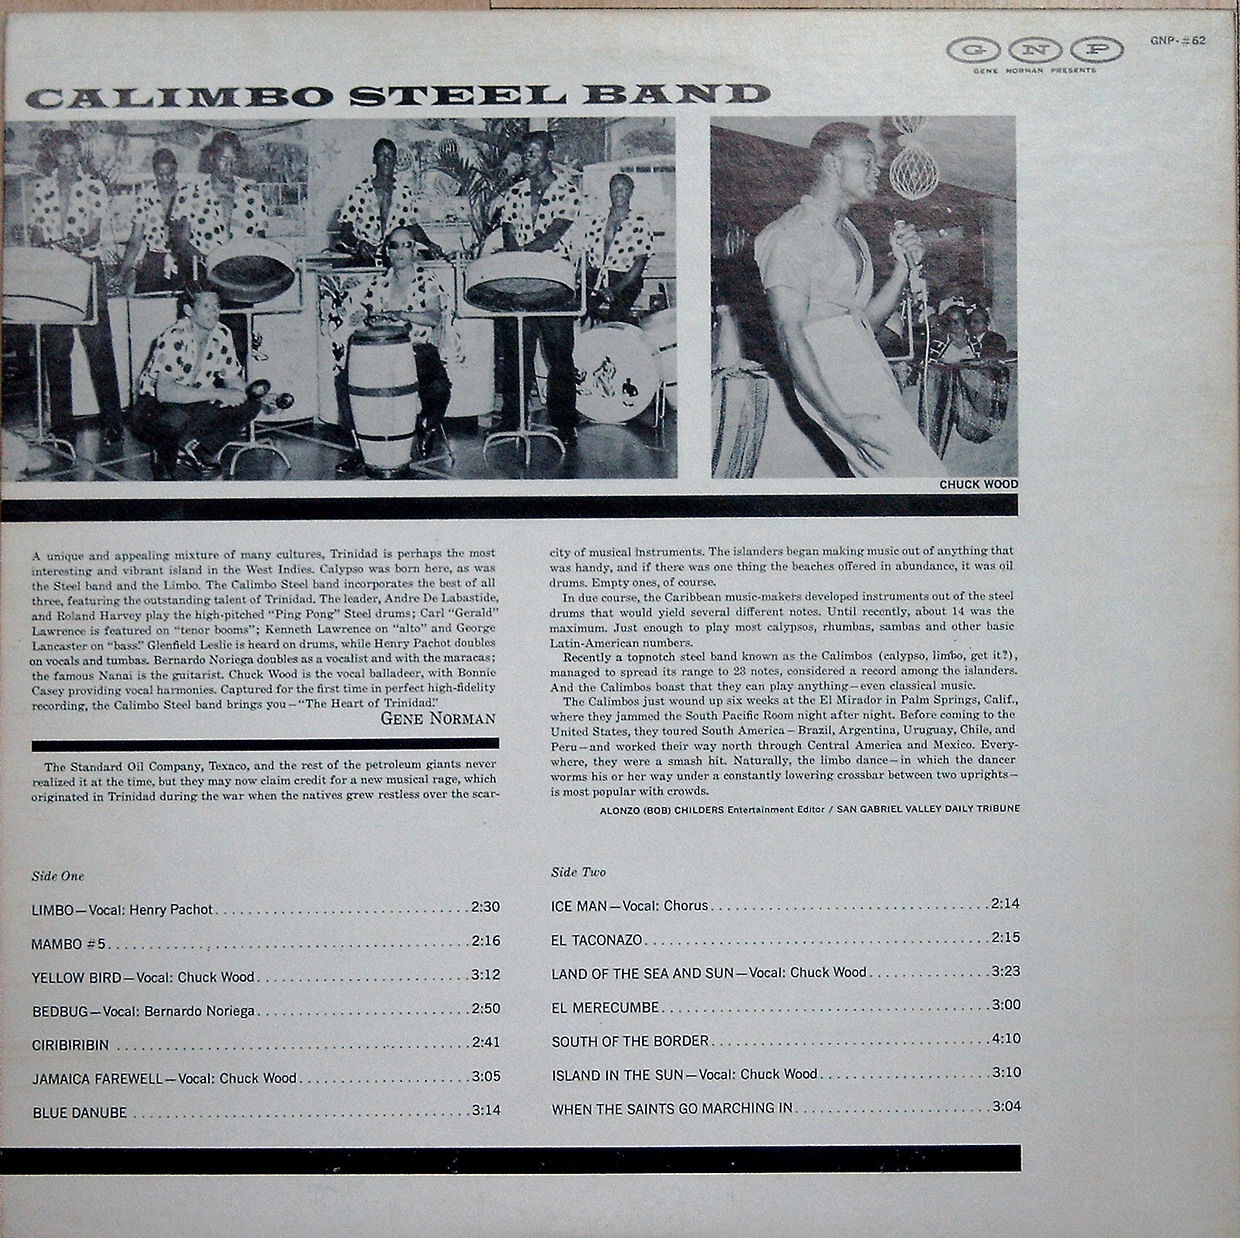 G N P
GENE NORMAN PRESENTS
GNP-#62
CALIMBO STEEL BAND
CHUCK WOOD
A unique and appealing mixture of many cultures, Trinidad is perhaps the most
interesting and vibrant island in the West Indies. Calypso was born here, as was
the Steel band and the Limbo. The Calimbo Steel band incorporates the best of all
three, featuring the outstanding talent of Trinidad. The leader, Andre De Labastide,
and Roland Harvey play the high-pitched "Ping Pong" Steel drums; Carl "Gerald"
Lawrence is featured on "tenor booms"; Kenneth Lawrence on "alto" and George
Lancaster on "bass." Glenfield Leslie is heard on drums, while Henry Pachot doubles
on vocals and tumbas. Bernardo Noriega doubles as a vocalist and with the maracas;
the famous Nanai is the guitarist. Chuck Wood is the vocal balladeer, with Bonnie
Casey providing vocal harmonies. Captured for the first time in perfect high-fidelity
recording, the Calimbo Steel band brings you—"The Heart of Trinidad."
GENE NORMAN
The Standard Oil Company, Texaco, and the rest of the petroleum giants never
realized it at the time, but they may now claim credit for a new musical rage, which
originated in Trinidad during the war when the natives grew restless over the scar-
city of musical instruments. The islanders began making music out of anything that
was handy, and if there was one thing the beaches offered in abundance, it was oil
drums. Empty ones, of course.
In due course, the Caribbean music-makers developed instruments out of the steel
drums that would yield several different notes. Until recently, about 14 was the
maximum. Just enough to play most calypsos, rhumbas, sambas and other basic
Latin-American numbers.
Recently a topnotch steel band known as the Calimbos (calypso, limbo, get it?),
managed to spread its range to 23 notes, considered a record among the islanders.
And the Calimbos boast that they can play anything—even classical music.
The Calimbos just wound up six weeks at the El Mirador in Palm Springs, Calif.,
where they jammed the South Pacific Room night after night. Before coming to the
United States, they toured South America—Brazil, Argentina, Uruguay, Chile, and
Peru—and worked their way north through Central America and Mexico. Every-
where, they were a smash hit. Naturally, the limbo dance—in which the dancer
worms his or her way under a constantly lowering crossbar between two uprights—
is most popular with crowds.
ALONZO (BOB) CHILDERS Entertainment Editor / SAN GABRIEL VALLEY DAILY TRIBUNE
Side One
LIMBO—Vocal: Henry Pachot 2:30
MAMBO #5 2:16
YELLOW BIRD—Vocal: Chuck Wood 3:12
BEDBUG—Vocal: Bernardo Noriega 2:50
CIRIBIRIBIN 2:41
JAMAICA FAREWELL—Vocal: Chuck Wood 3:05
BLUE DANUBE 3:14
Side Two
ICE MAN—Vocal: Chorus 2:14
EL TACONAZO 2:15
LAND OF THE SEA AND SUN—Vocal: Chuck Wood 3:23
EL MERECUMBE 3:00
SOUTH OF THE BORDER 4:10
ISLAND IN THE SUN—Vocal: Chuck Wood 3:10
WHEN THE SAINTS GO MARCHING IN 3:04